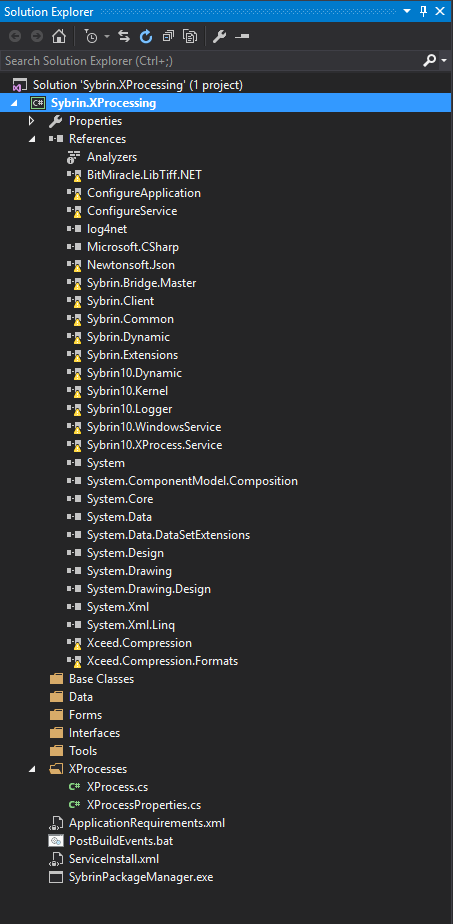 Solution Explorer
Search Solution Explorer (Ctrl+;)
Solution 'Sybrin.XProcessing' (1 project)
C# Sybrin.XProcessing
Properties
References
Analyzers
BitMiracle.LibTiff.NET
ConfigureApplication
ConfigureService
log4net
Microsoft.CSharp
Newtonsoft.Json
Sybrin.Bridge.Master
Sybrin.Client
Sybrin.Common
Sybrin.Dynamic
Sybrin.Extensions
Sybrin10.Dynamic
Sybrin10.Kernel
Sybrin10.Logger
Sybrin10.WindowsService
Sybrin10.XProcess.Service
System
System.ComponentModel.Composition
System.Core
System.Data
System.Data.DataSetExtensions
System.Design
System.Drawing
System.Drawing.Design
System.Xml
System.Xml.Linq
Xceed.Compression
Xceed.Compression.Formats
Base Classes
Data
Forms
Interfaces
Tools
XProcesses
C# XProcess.cs
C# XProcessProperties.cs
ApplicationRequirements.xml
PostBuildEvents.bat
ServiceInstall.xml
SybrinPackageManager.exe